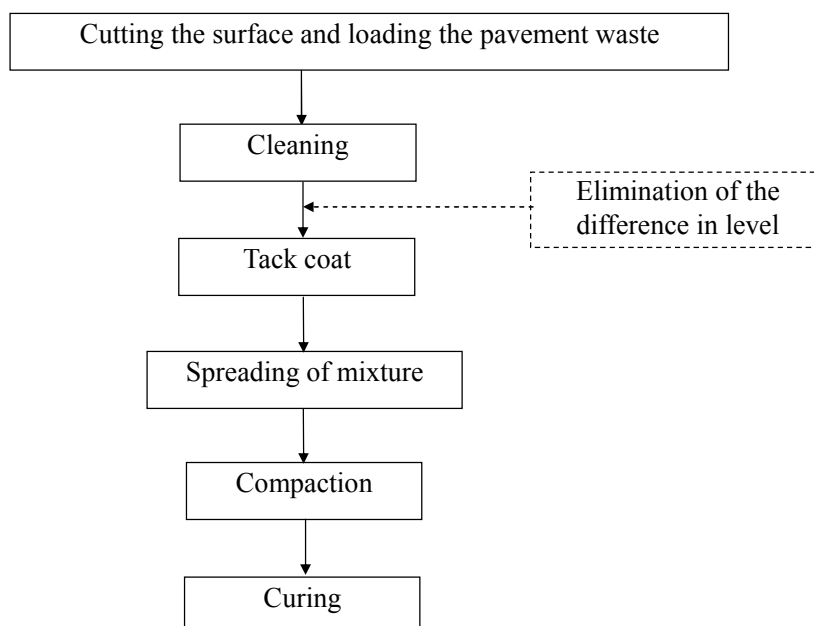 Cutting the surface and loading the pavement waste
Cleaning
Elimination of the
difference in level
Tack coat
Spreading of mixture
Compaction
Curing